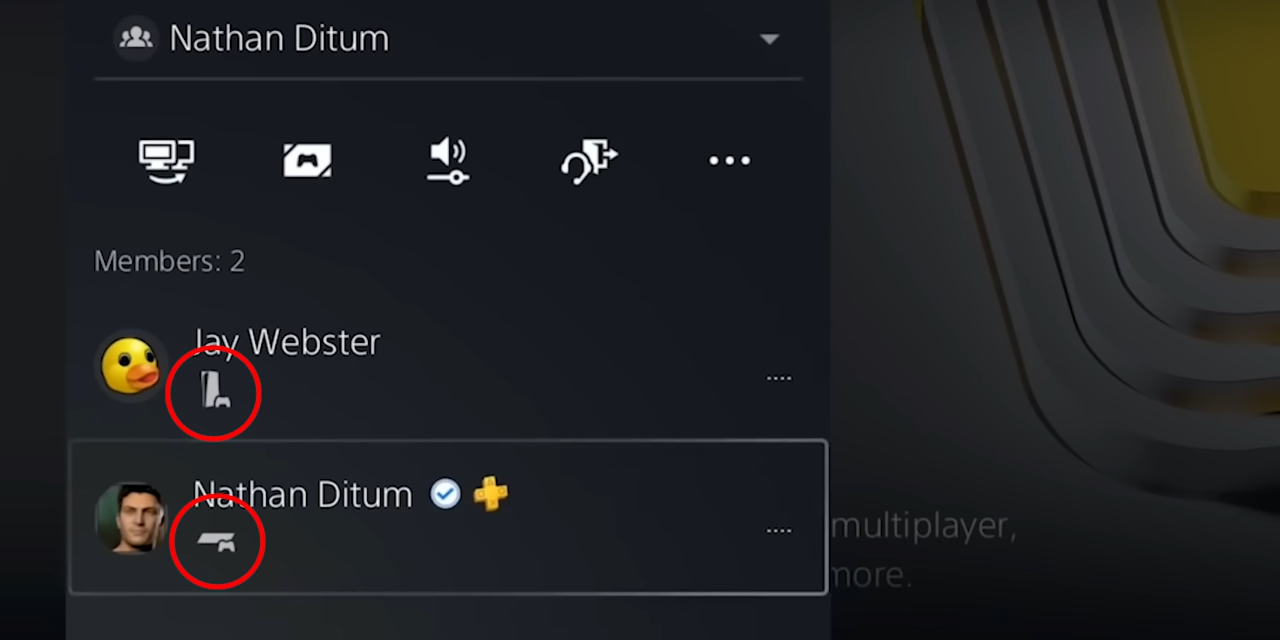 Nathan Ditum
Members: 2
Jay Webster
Nathan Ditum
multiplayer,
more.